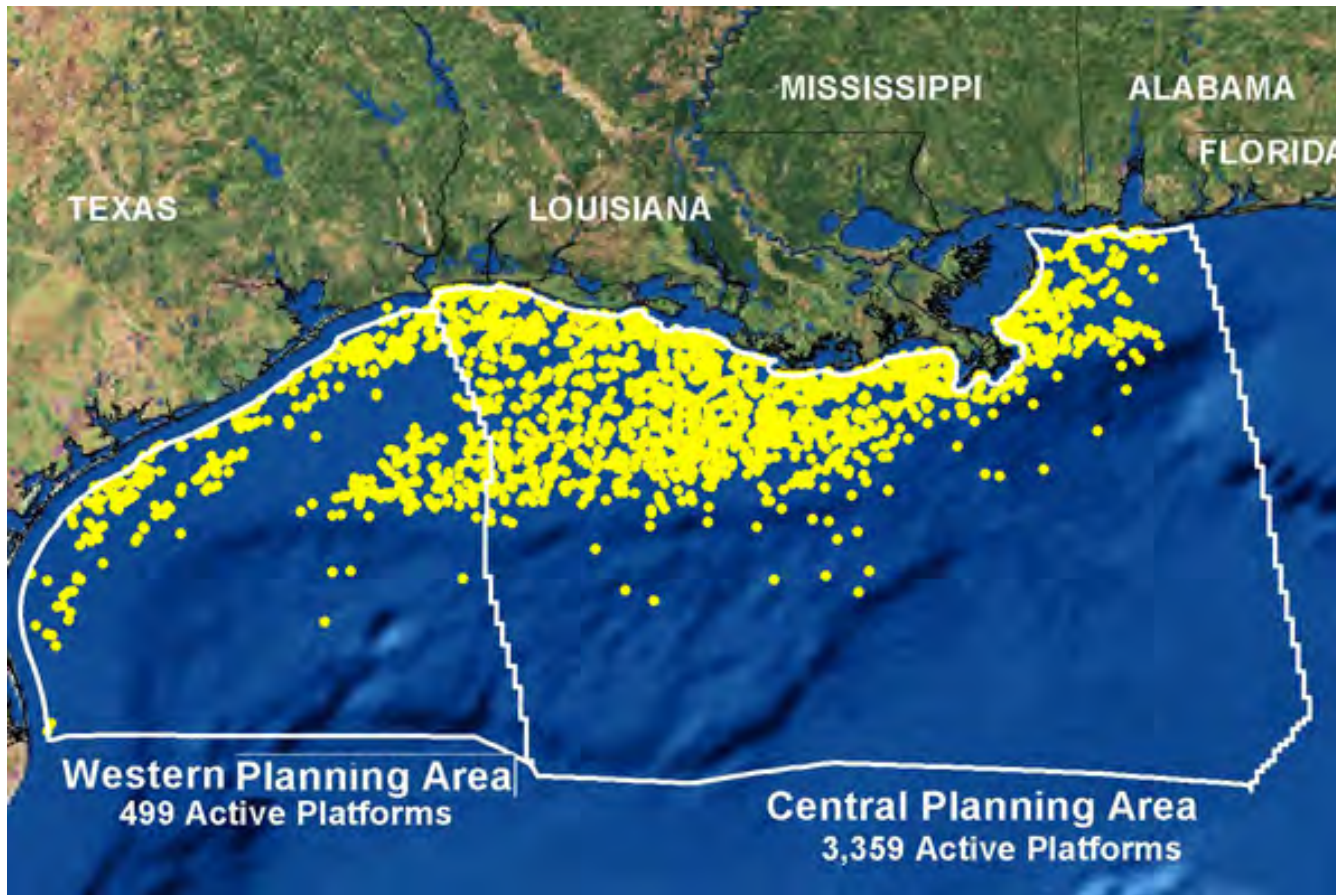 MISSISSIPPI
ALABAMA
FLORIDA
TEXAS
LOUISIANA
Western Planning Area
499 Active Platforms
Central Planning Area
3,359 Active Platforms